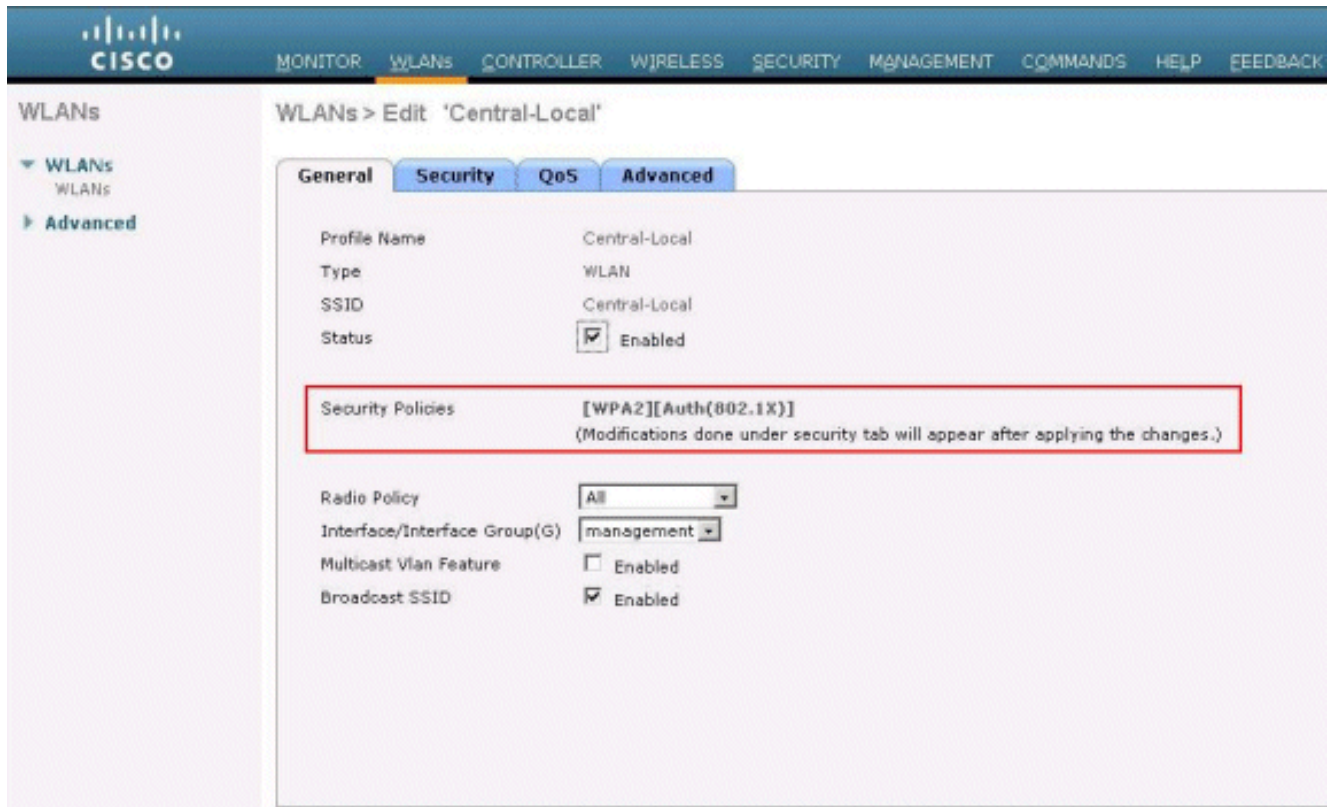 CISCO
MONITOR WLANs CONTROLLER WIRELESS SECURITY MANAGEMENT COMMANDS HELP FEEDBACK
WLANs
WLANs > Edit 'Central-Local'
WLANs
WLANs
Advanced
General Security QoS Advanced
Profile Name Central-Local
Type WLAN
SSID Central-Local
Status Enabled
Security Policies [WPA2][Auth(802.1X)]
(Modifications done under security tab will appear after applying the changes.)
Radio Policy All
Interface/Interface Group(G) management
Multicast Vlan Feature Enabled
Broadcast SSID Enabled